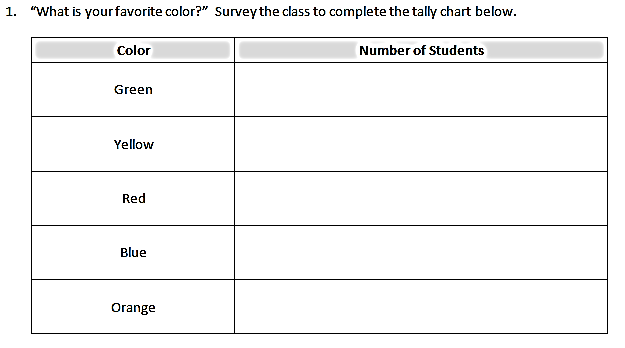 1. “What is your favorite color?” Survey the class to complete the tally chart below.
Color Number of Students
Green
Yellow
Red
Blue
Orange